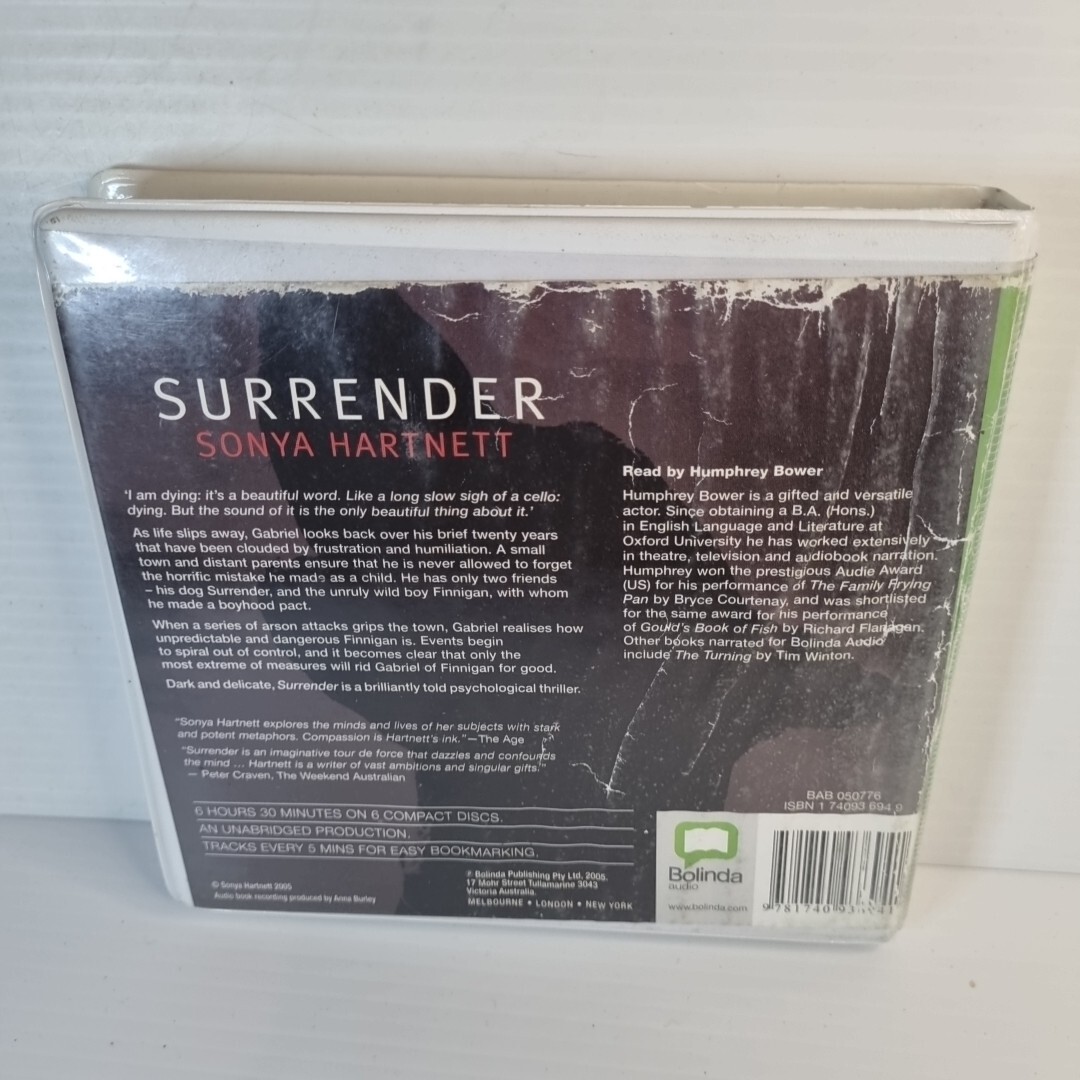 SURRENDER
SONYA HARTNETT
'I am dying: it's a beautiful word. Like a long slow sigh of a cello:
dying. But the sound of it is the only beautiful thing about it.'
As life slips away, Gabriel looks back over his brief twenty years
that have been clouded by frustration and humiliation. A small
town and distant parents ensure that he is never allowed to forget
the horrific mistake he made as a child. He has only two friends
– his dog Surrender, and the unruly wild boy Finnigan, with whom
he made a boyhood pact.
When a series of arson attacks grips the town, Gabriel realises how
unpredictable and dangerous Finnigan is. Events begin
to spiral out of control, and it becomes clear that only the
most extreme of measures will rid Gabriel of Finnigan for good.
Dark and delicate, Surrender is a brilliantly told psychological thriller.
"Sonya Hartnett explores the minds and lives of her subjects with stark
and potent metaphors. Compassion is Hartnett's ink." — The Age
"Surrender is an imaginative tour de force that dazzles and confounds
the mind ... Hartnett is a writer of vast ambitions and singular gifts."
— Peter Craven, The Weekend Australian
6 HOURS 30 MINUTES ON 6 COMPACT DISCS.
AN UNABRIDGED PRODUCTION.
TRACKS EVERY 5 MINS FOR EASY BOOKMARKING.
© Sonya Hartnett 2005
Audio book recording produced by Anna Burley
℗ Bolinda Publishing Pty Ltd, 2005.
17 Mohr Street Tullamarine 3043
Victoria Australia.
MELBOURNE • LONDON • NEW YORK
Read by Humphrey Bower
Humphrey Bower is a gifted and versatile
actor. Since obtaining a B.A. (Hons.)
in English Language and Literature at
Oxford University he has worked extensively
in theatre, television and audiobook narration.
Humphrey won the prestigious Audie Award
(US) for his performance of The Family Frying
Pan by Bryce Courtenay, and was shortlisted
for the same award for his performance
of Gould's Book of Fish by Richard Flanagan.
Other books narrated for Bolinda Audio
include The Turning by Tim Winton.
BAB 050776
ISBN 1 74093 694 9
Bolinda
audio
www.bolinda.com